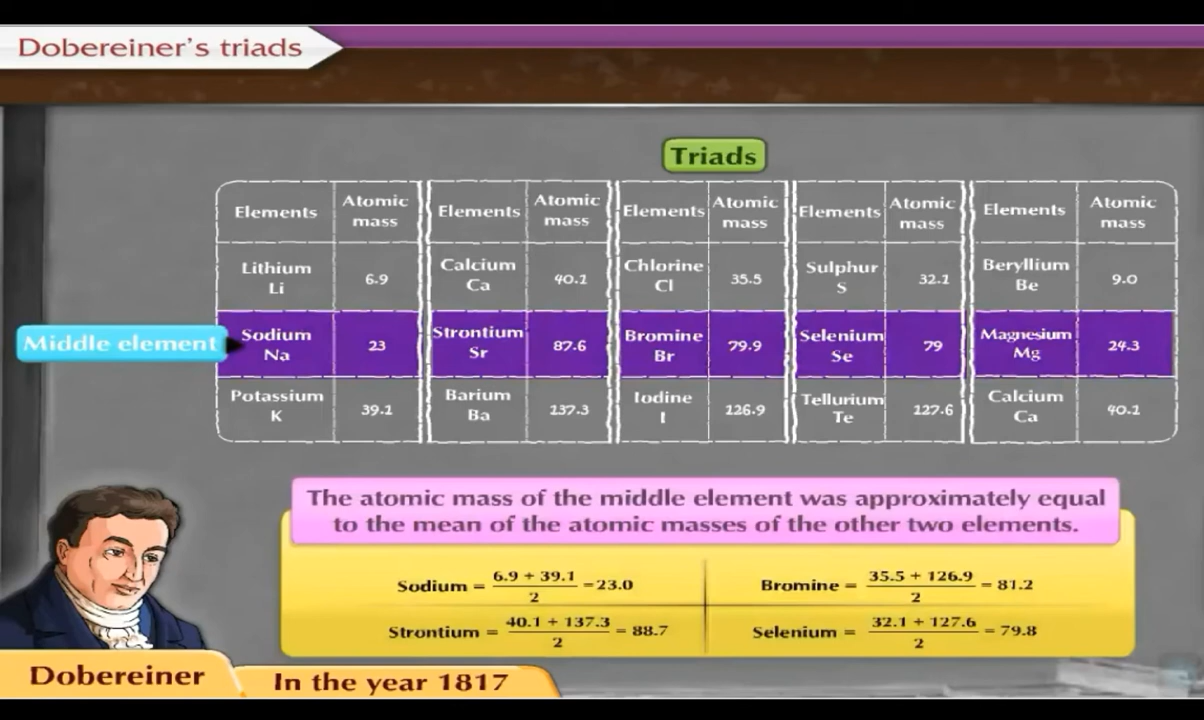 Dobereiner's triads
Triads
Elements Atomic mass Elements Atomic mass Elements Atomic mass Elements Atomic mass Elements Atomic mass
Lithium Li 6.9 Calcium Ca 40.1 Chlorine Cl 35.5 Sulphur S 32.1 Beryllium Be 9.0
Middle element Sodium Na 23 Strontium Sr 87.6 Bromine Br 79.9 Selenium Se 79 Magnesium Mg 24.3
Potassium K 39.1 Barium Ba 137.3 Iodine I 126.9 Tellurium Te 127.6 Calcium Ca 40.1
The atomic mass of the middle element was approximately equal
to the mean of the atomic masses of the other two elements.
Sodium = 6.9 + 39.1 / 2 = 23.0 Bromine = 35.5 + 126.9 / 2 = 81.2
Strontium = 40.1 + 137.3 / 2 = 88.7 Selenium = 32.1 + 127.6 / 2 = 79.8
Dobereiner
In the year 1817